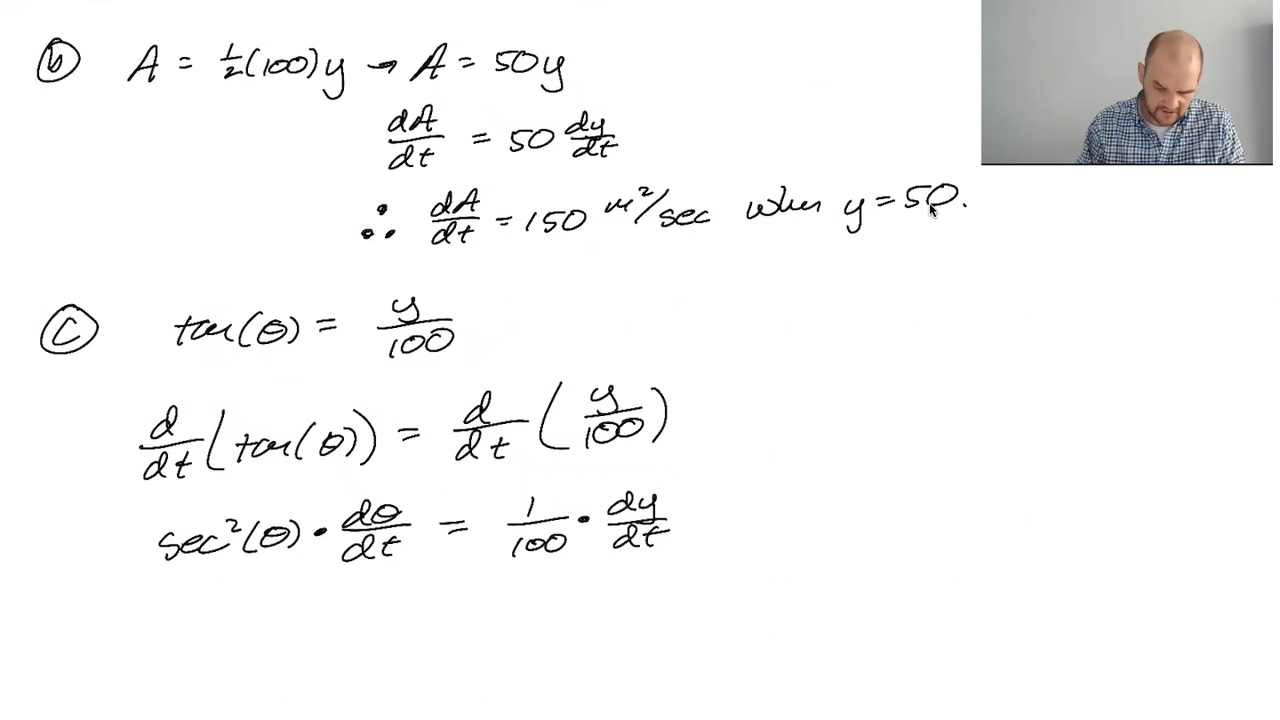 (b) A = ½(100)y → A = 50y
dA/dt = 50 dy/dt
∴ dA/dt = 150 m²/sec when y = 50.
(c) tan(θ) = y/100
d/dt (tan(θ)) = d/dt (y/100)
sec²(θ) • dθ/dt = 1/100 • dy/dt